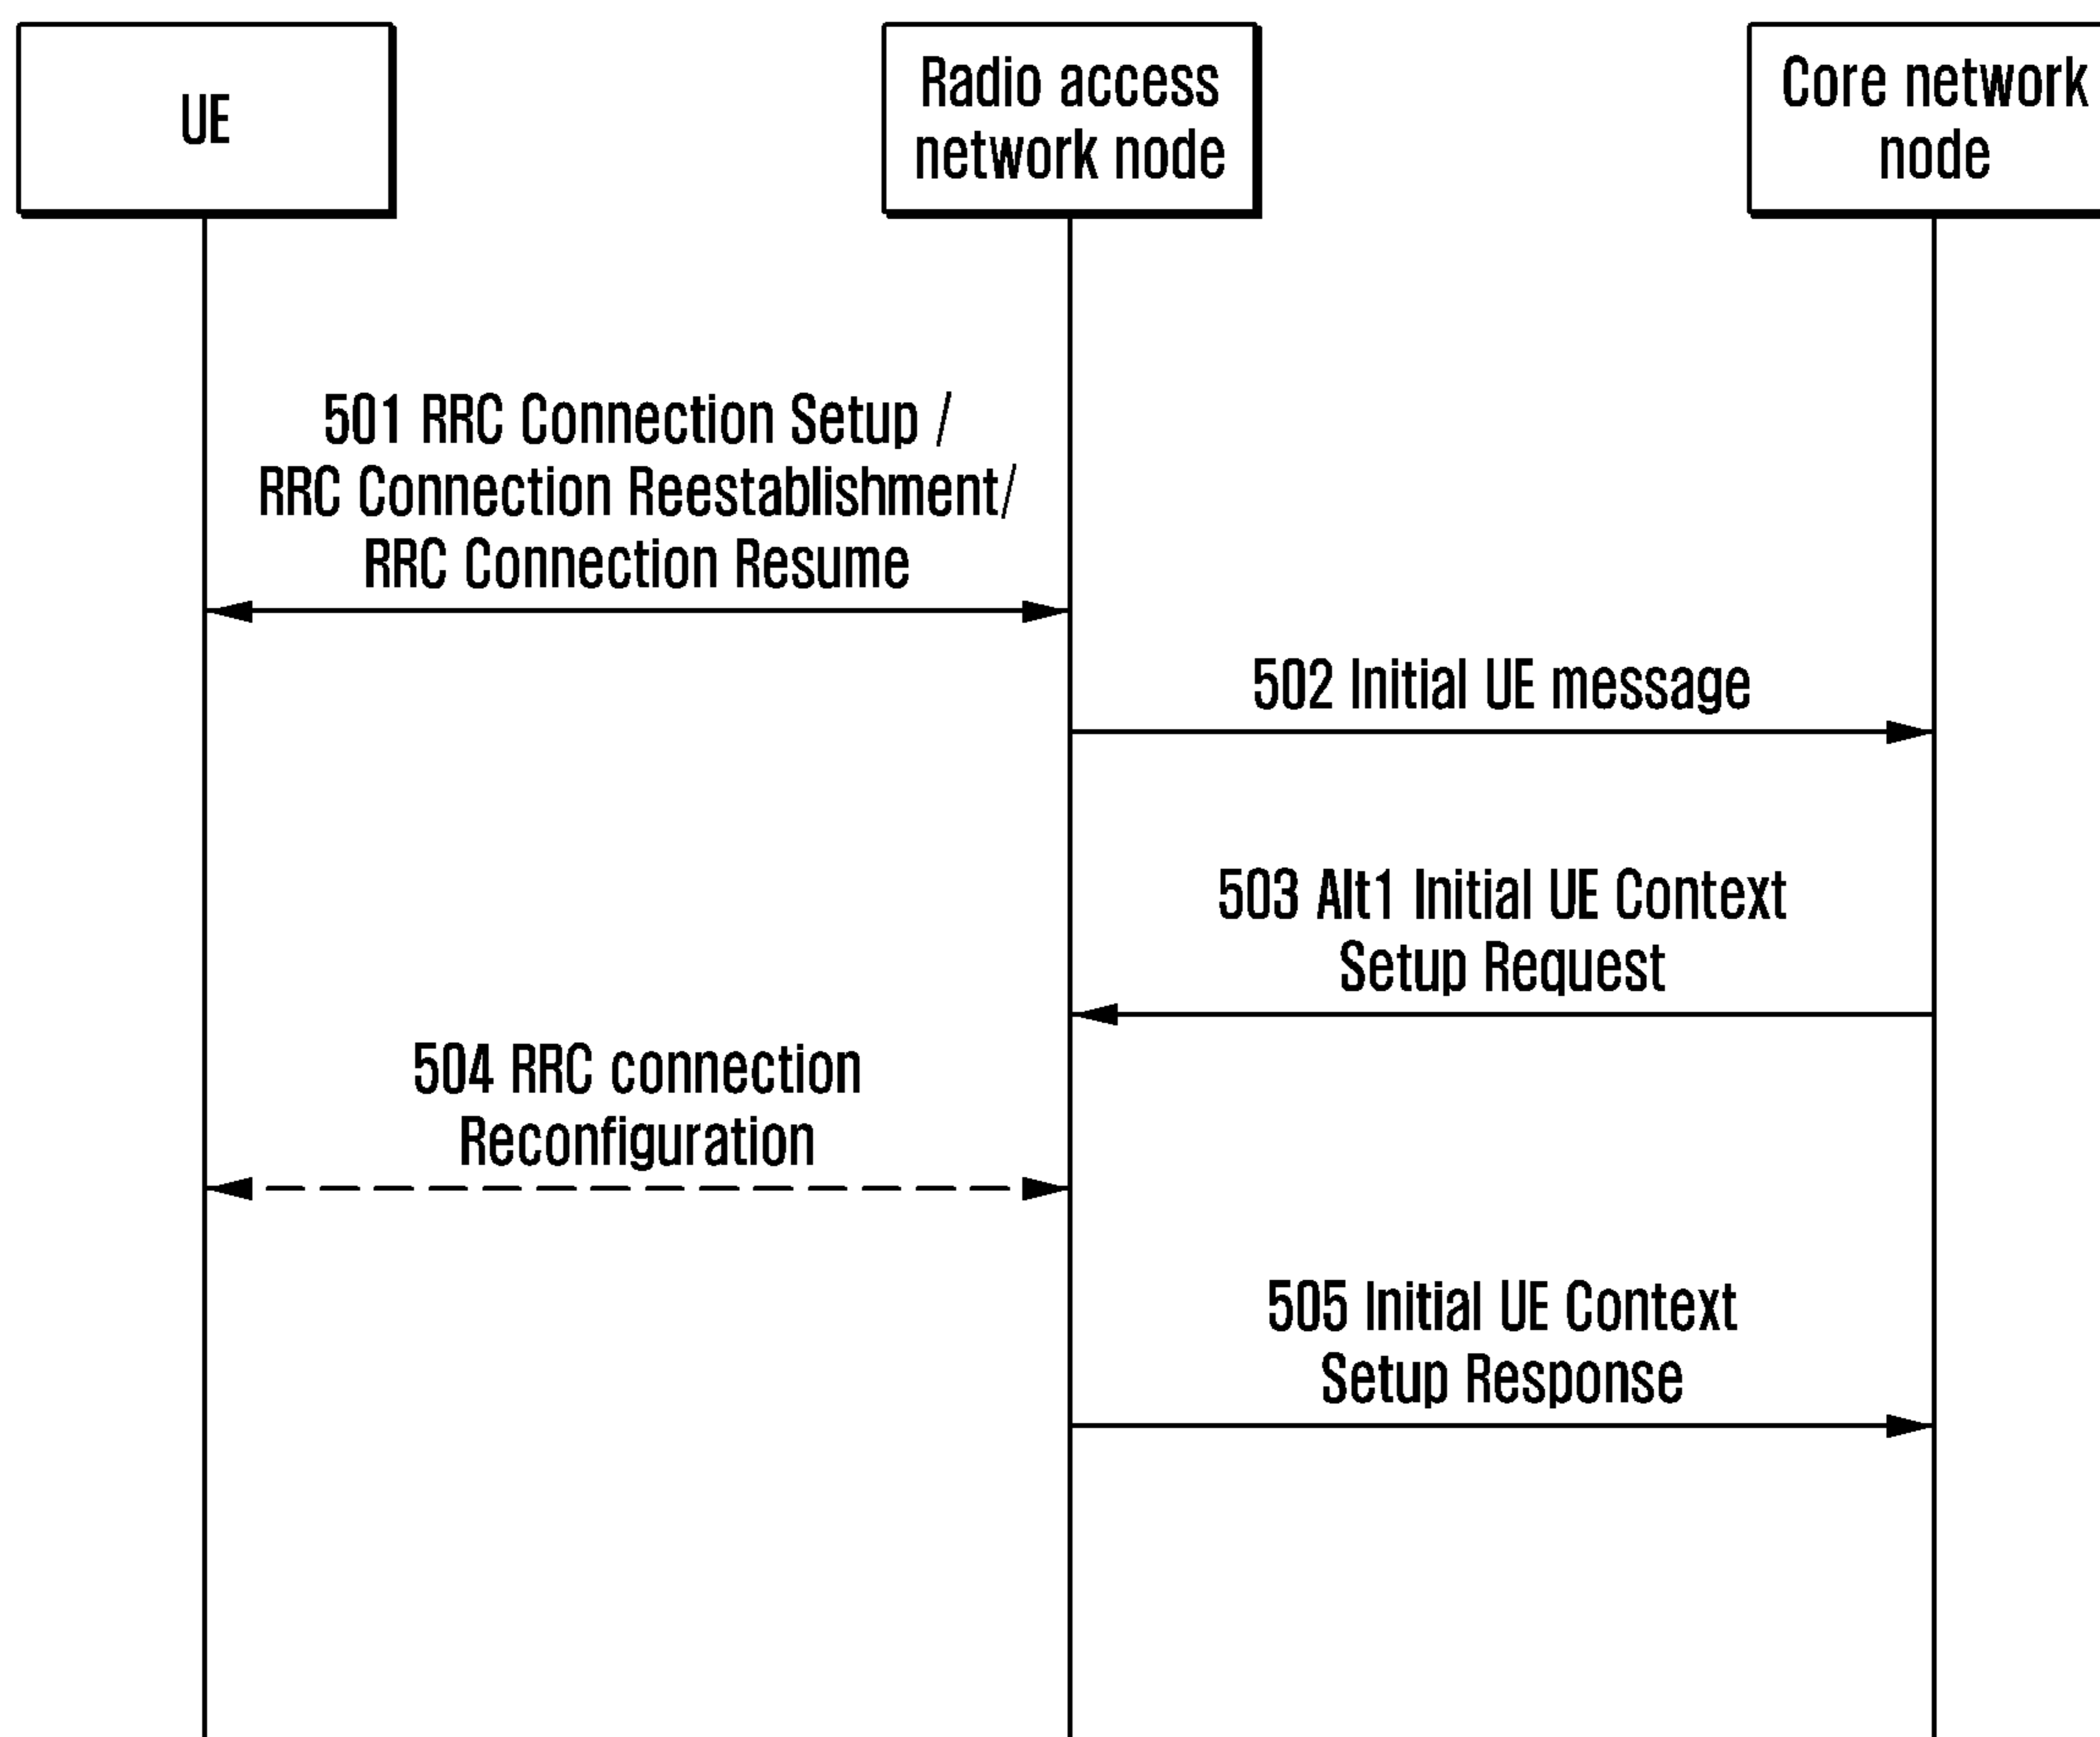 UE
Radio access
network node
Core network
node
501 RRC Connection Setup /
RRC Connection Reestablishment/
RRC Connection Resume
502 Initial UE message
503 Alt1 Initial UE Context
Setup Request
504 RRC connection
Reconfiguration
505 Initial UE Context
Setup Response